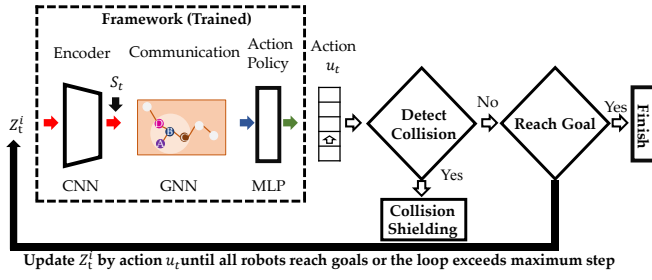 Framework (Trained)
Encoder
Communication
Action
Policy
Action
u_t
S_t
Z_t^i
D
B
A
C
CNN
GNN
MLP
Detect
Collision
No
Reach Goal
Yes
Finish
Yes
Collision
Shielding
Update Z_t^i by action u_t until all robots reach goals or the loop exceeds maximum step